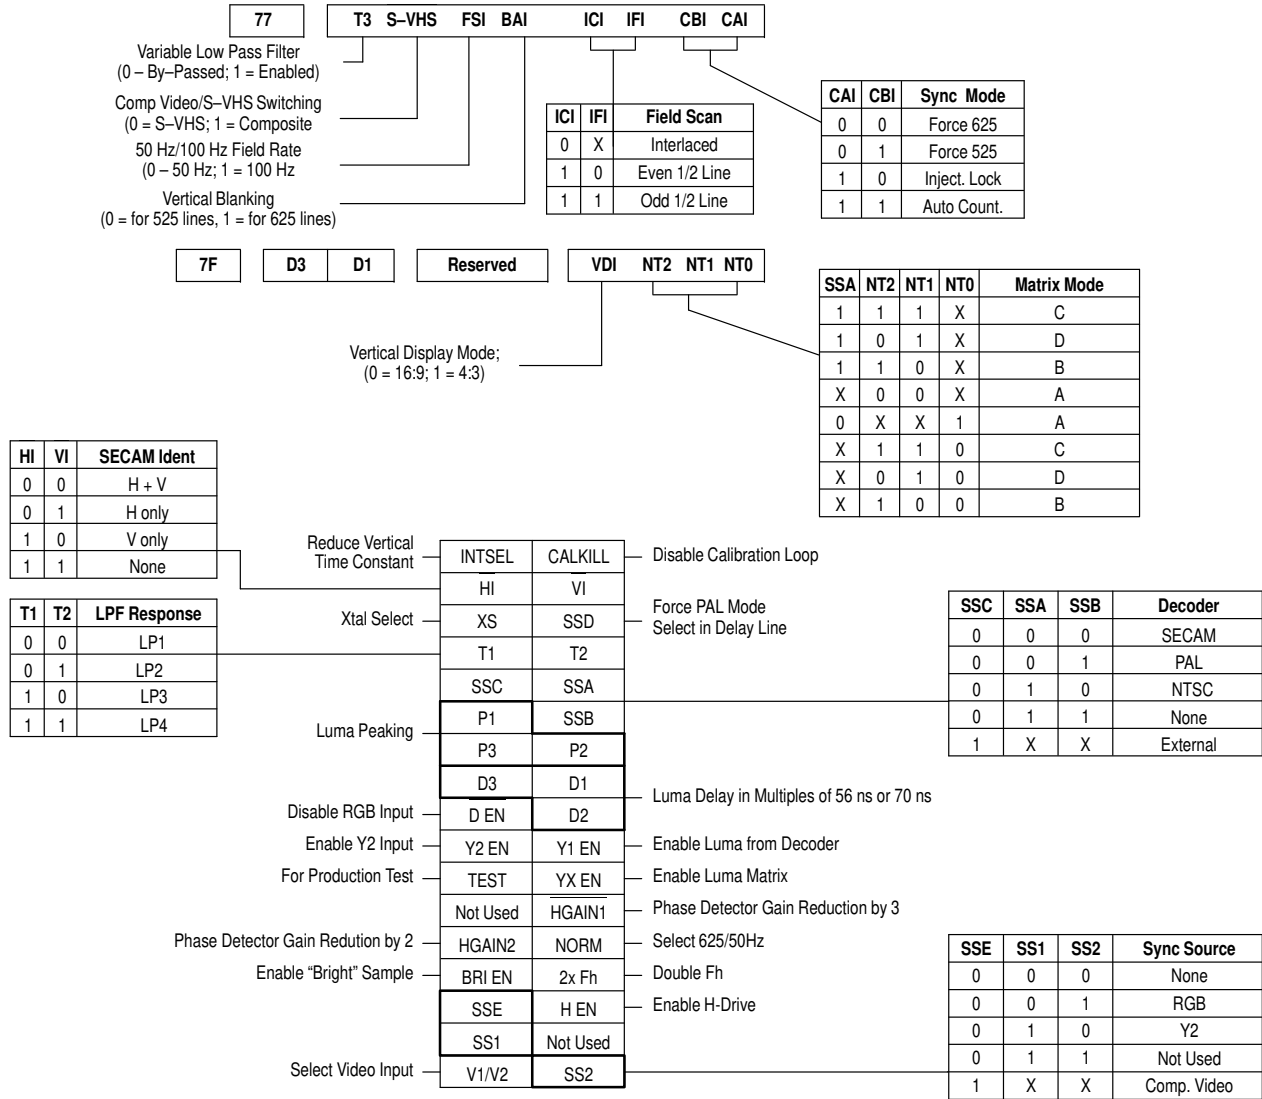 77 T3 S–VHS FSI BAI ICI IFI CBI CAI
Variable Low Pass Filter
(0 – By–Passed; 1 = Enabled)
Comp Video/S–VHS Switching
(0 = S–VHS; 1 = Composite
50 Hz/100 Hz Field Rate
(0 – 50 Hz; 1 = 100 Hz
Vertical Blanking
(0 = for 525 lines, 1 = for 625 lines)
ICI IFI Field Scan
0 X Interlaced
1 0 Even 1/2 Line
1 1 Odd 1/2 Line
CAI CBI Sync Mode
0 0 Force 625
0 1 Force 525
1 0 Inject. Lock
1 1 Auto Count.
7F D3 D1 Reserved VDI NT2 NT1 NT0
Vertical Display Mode;
(0 = 16:9; 1 = 4:3)
SSA NT2 NT1 NT0 Matrix Mode
1 1 1 X C
1 0 1 X D
1 1 0 X B
X 0 0 X A
0 X X 1 A
X 1 1 0 C
X 0 1 0 D
X 1 0 0 B
HI VI SECAM Ident
0 0 H + V
0 1 H only
1 0 V only
1 1 None
T1 T2 LPF Response
0 0 LP1
0 1 LP2
1 0 LP3
1 1 LP4
Reduce Vertical
Time Constant
INTSEL CALKILL Disable Calibration Loop
HI VI
Xtal Select XS SSD Force PAL Mode
Select in Delay Line
T1 T2
SSC SSA
P1 SSB
Luma Peaking
P3 P2
D3 D1
Luma Delay in Multiples of 56 ns or 70 ns
Disable RGB Input D EN D2
Enable Y2 Input Y2 EN Y1 EN Enable Luma from Decoder
For Production Test TEST YX EN Enable Luma Matrix
Not Used HGAIN1 Phase Detector Gain Reduction by 3
Phase Detector Gain Redution by 2 HGAIN2 NORM Select 625/50Hz
Enable “Bright” Sample BRI EN 2x Fh Double Fh
SSE H EN Enable H-Drive
SS1 Not Used
Select Video Input V1/V2 SS2
SSC SSA SSB Decoder
0 0 0 SECAM
0 0 1 PAL
0 1 0 NTSC
0 1 1 None
1 X X External
SSE SS1 SS2 Sync Source
0 0 0 None
0 0 1 RGB
0 1 0 Y2
0 1 1 Not Used
1 X X Comp. Video